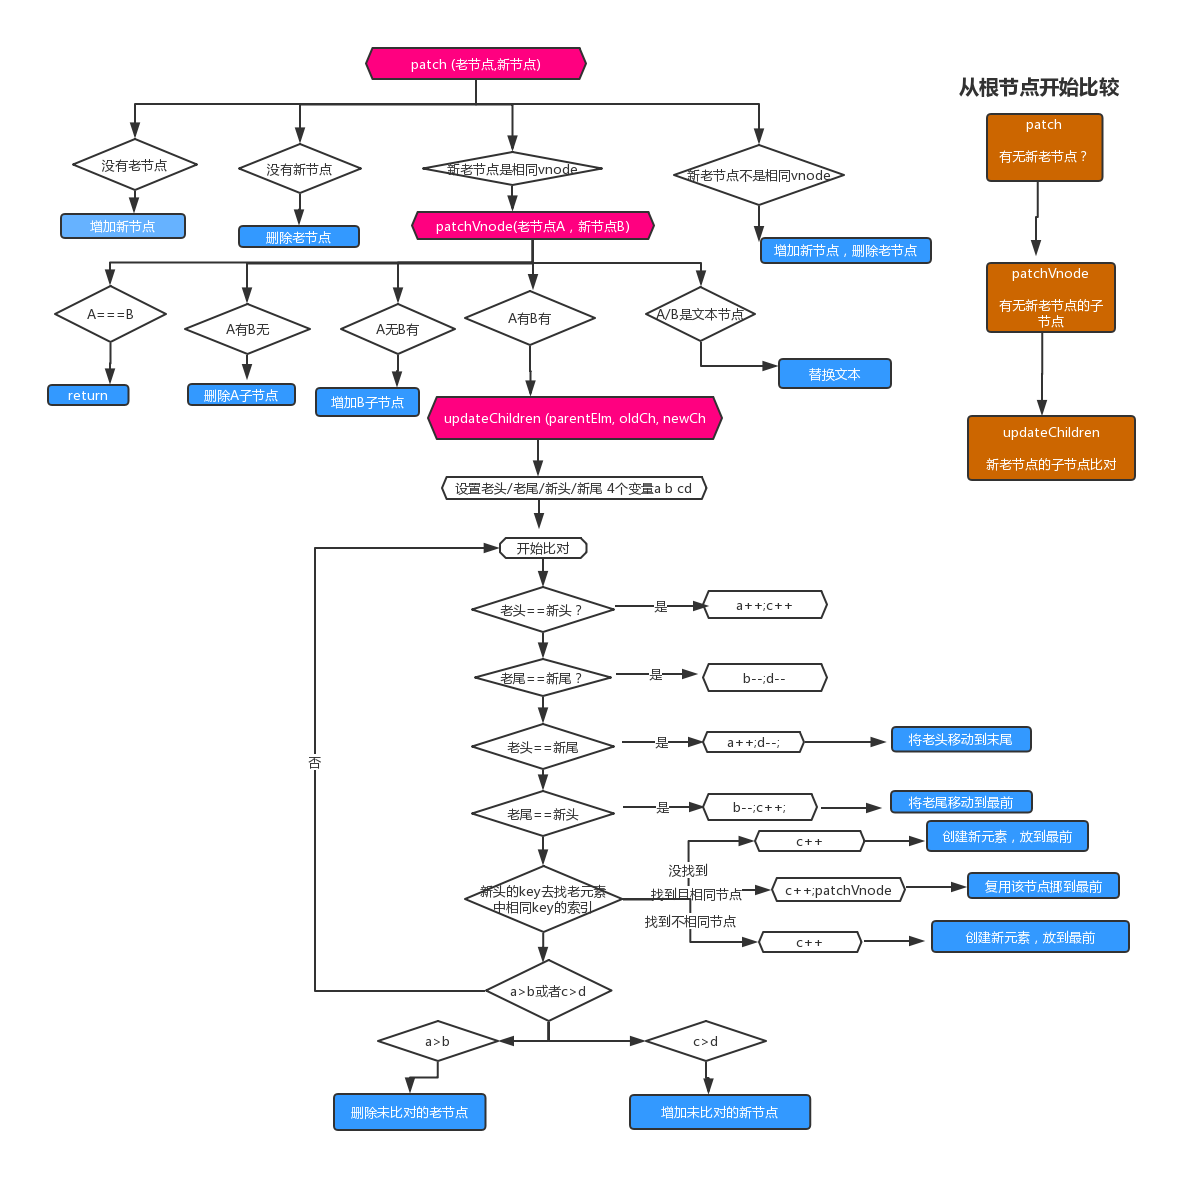 patch (老节点,新节点)
从根节点开始比较
patch
有无新老节点？
没有老节点
没有新节点
新老节点是相同vnode
新老节点不是相同vnode
增加新节点
删除老节点
patchVnode(老节点A，新节点B)
增加新节点，删除老节点
patchVnode
有无新老节点的子
节点
A===B
A有B无
A无B有
A有B有
A/B是文本节点
return
删除A子节点
增加B子节点
替换文本
updateChildren (parentElm, oldCh, newCh
updateChildren
新老节点的子节点比对
设置老头/老尾/新头/新尾 4个变量a b cd
开始比对
老头==新头？
是
a++;c++
老尾==新尾？
是
b--;d--
老头==新尾
是
a++;d--;
将老头移动到末尾
否
老尾==新头
是
b--;c++;
将老尾移动到最前
没找到
c++
创建新元素，放到最前
新头的key去找老元素
中相同key的索引
找到且相同节点
c++;patchVnode
复用该节点挪到最前
找到不相同节点
c++
创建新元素，放到最前
a>b或者c>d
a>b
c>d
删除未比对的老节点
增加未比对的新节点